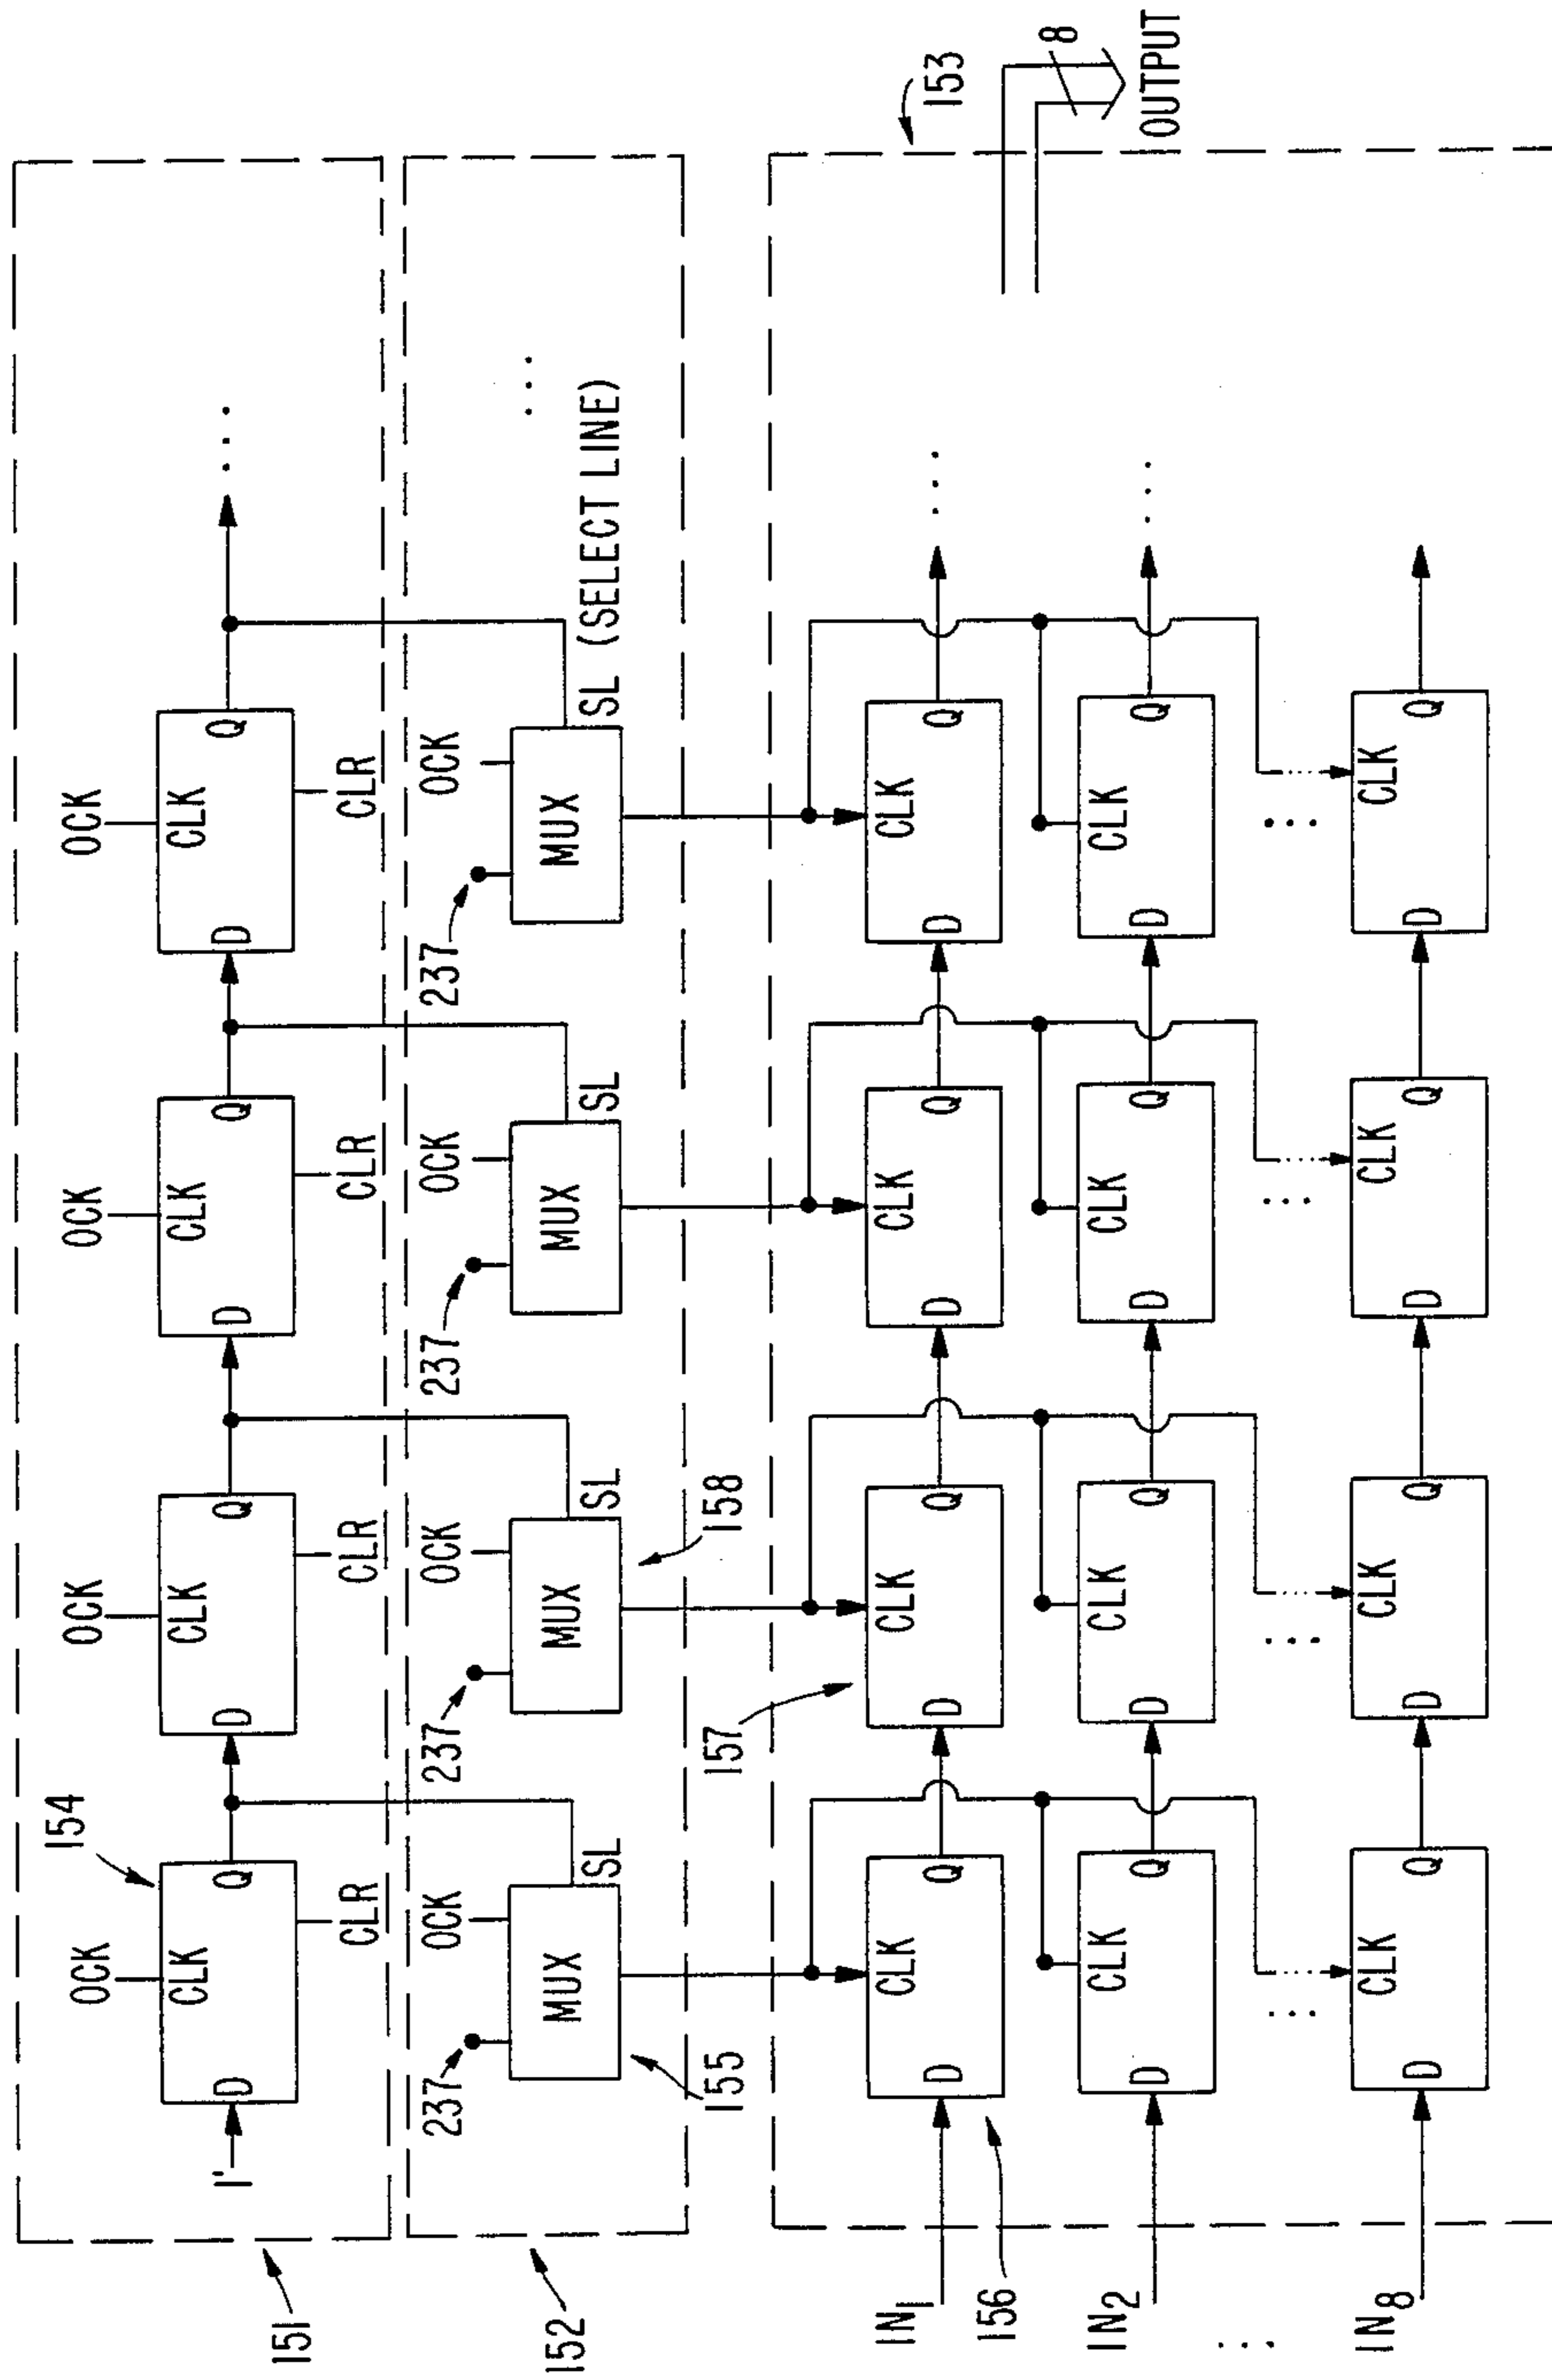 OCK OCK OCK OCK
154
1' D CLK Q D CLK Q D CLK Q D CLK Q ...
CLR CLR CLR CLR
151
237 OCK 237 OCK 237 OCK 237 OCK
MUX SL MUX SL MUX SL MUX SL (SELECT LINE)
...
155 158
152
157
153
IN1 D CLK Q D CLK Q D CLK Q D CLK Q ...
8
OUTPUT
156
IN2 D CLK Q D CLK Q D CLK Q D CLK Q ...
... ... ... ... ...
IN8 D CLK Q D CLK Q D CLK Q D CLK Q